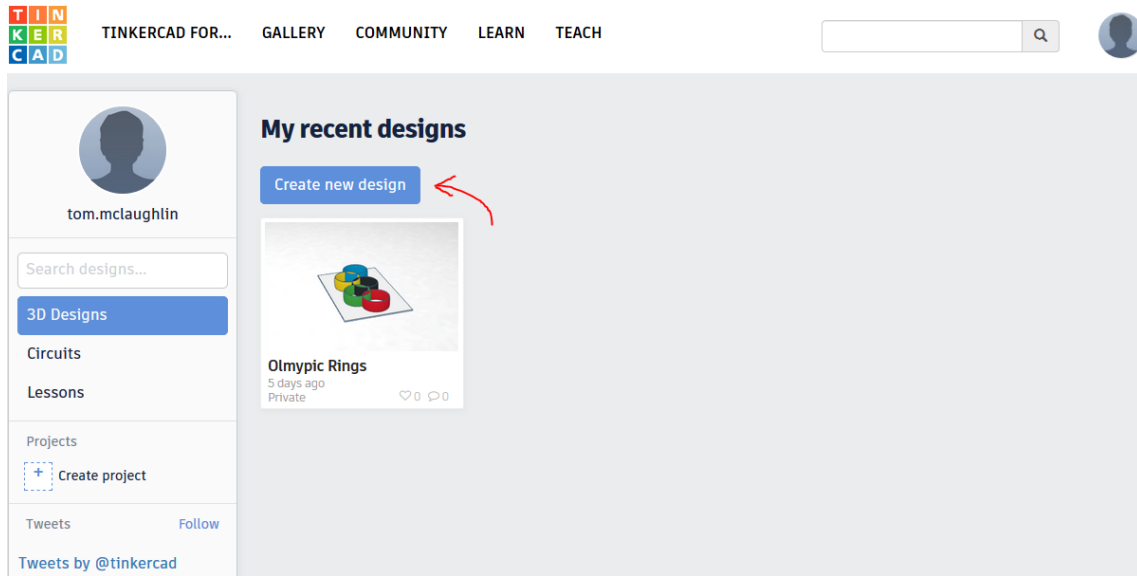 TIN
KER
CAD
TINKERCAD FOR... GALLERY COMMUNITY LEARN TEACH
tom.mclaughlin
Search designs...
3D Designs
Circuits
Lessons
Projects
+ Create project
Tweets Follow
Tweets by @tinkercad
My recent designs
Create new design
Olmypic Rings
5 days ago
Private 0 0